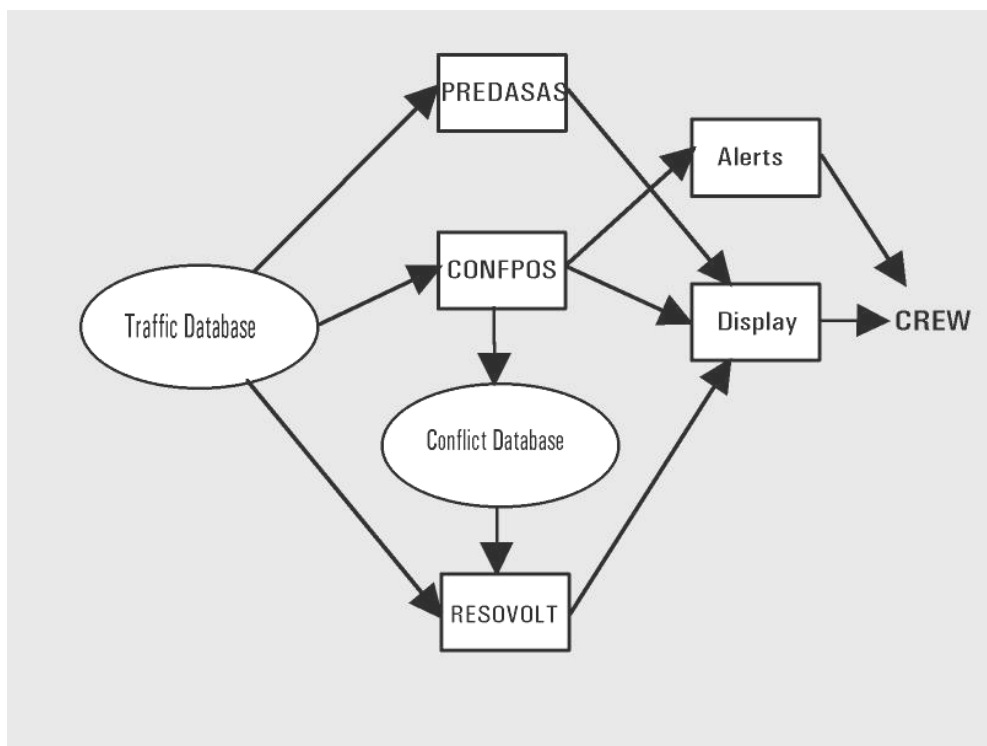 PREDASAS
Alerts
CONFPOS
Traffic Database
Display
CREW
Conflict Database
RESOVOLT